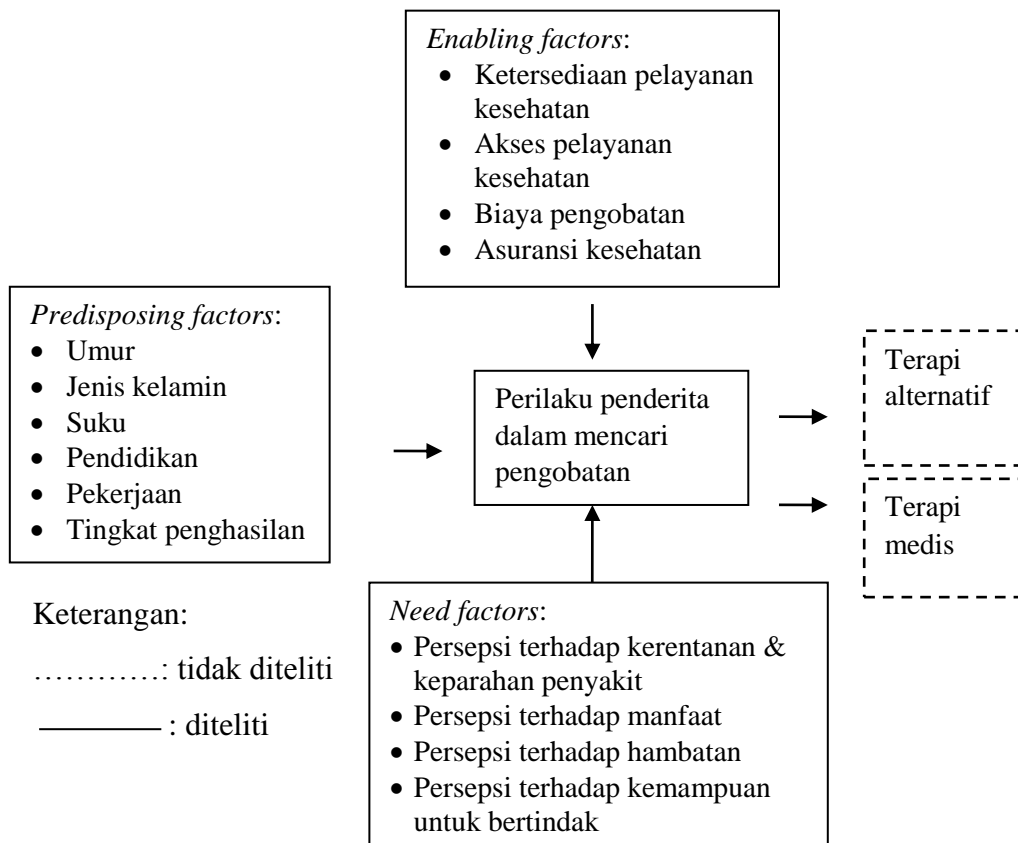 Enabling factors:
• Ketersediaan pelayanan
kesehatan
• Akses pelayanan
kesehatan
• Biaya pengobatan
• Asuransi kesehatan
Predisposing factors:
• Umur
• Jenis kelamin
• Suku
• Pendidikan
• Pekerjaan
• Tingkat penghasilan
Perilaku penderita
dalam mencari
pengobatan
Terapi
alternatif
Terapi
medis
Keterangan:
…………: tidak diteliti
———— : diteliti
Need factors:
• Persepsi terhadap kerentanan &
keparahan penyakit
• Persepsi terhadap manfaat
• Persepsi terhadap hambatan
• Persepsi terhadap kemampuan
untuk bertindak